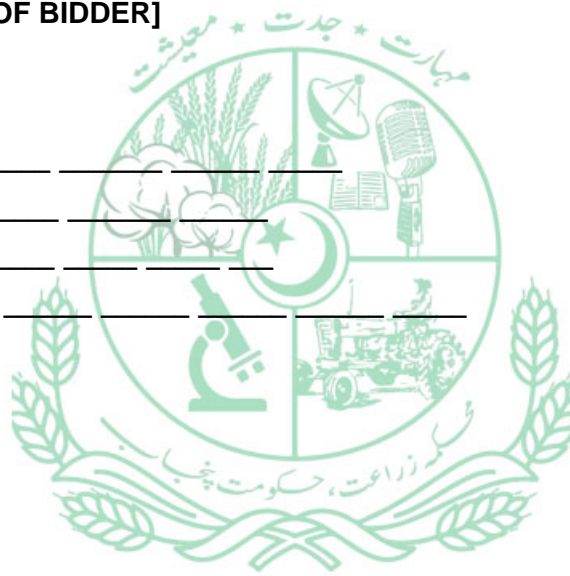 OF BIDDER]
مہارت ٭ جدت ٭ معیشت
محکمہ زراعت، حکومت پنجاب